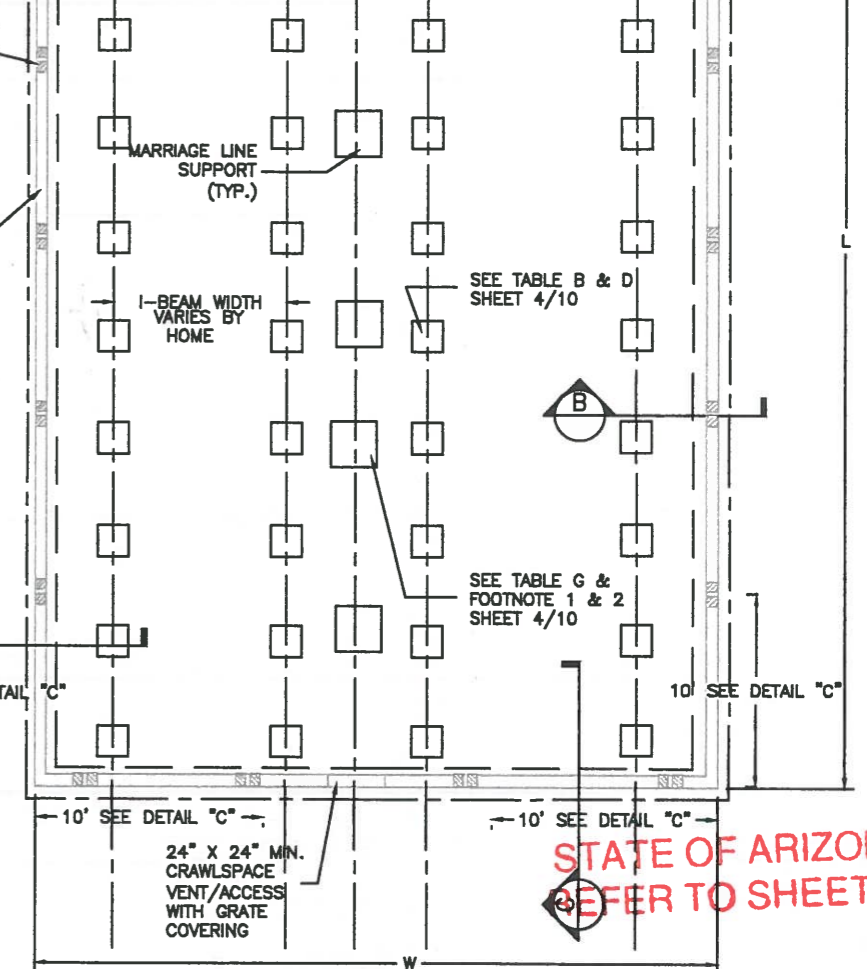 MARRIAGE LINE
SUPPORT
(TYP.)
L
I-BEAM WIDTH
VARIES BY
HOME
SEE TABLE B & D
SHEET 4/10
B
SEE TABLE G &
FOOTNOTE 1 & 2
SHEET 4/10
TAIL "C"
10' SEE DETAIL "C"
10' SEE DETAIL "C"
10' SEE DETAIL "C"
24" X 24" MIN.
CRAWLSPACE
VENT/ACCESS
WITH GRATE
COVERING
STATE OF ARIZO
REFER TO SHEET
W